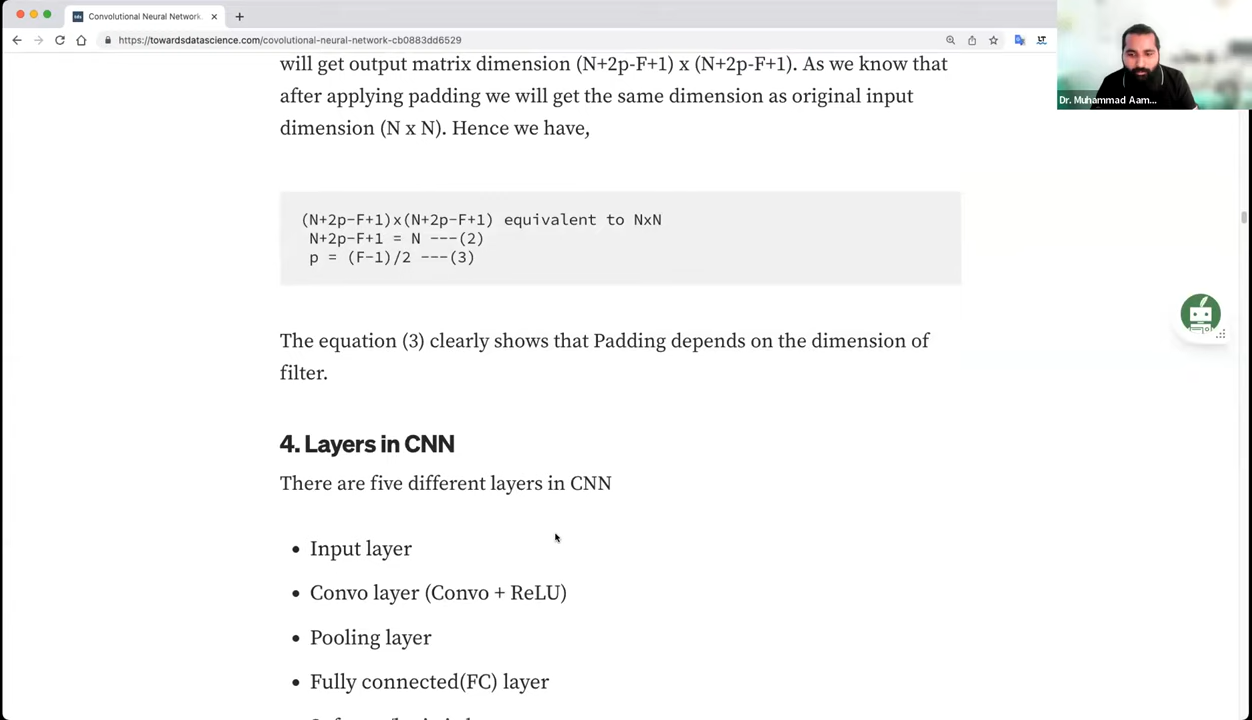 Convolutional Neural Network.
https://towardsdatascience.com/covolutional-neural-network-cb0883dd6529
Dr. Muhammad Aam...
will get output matrix dimension (N+2p-F+1) x (N+2p-F+1). As we know that
after applying padding we will get the same dimension as original input
dimension (N x N). Hence we have,
(N+2p-F+1)x(N+2p-F+1) equivalent to NxN
N+2p-F+1 = N ---(2)
p = (F-1)/2 ---(3)
The equation (3) clearly shows that Padding depends on the dimension of
filter.
4. Layers in CNN
There are five different layers in CNN
• Input layer
• Convo layer (Convo + ReLU)
• Pooling layer
• Fully connected(FC) layer